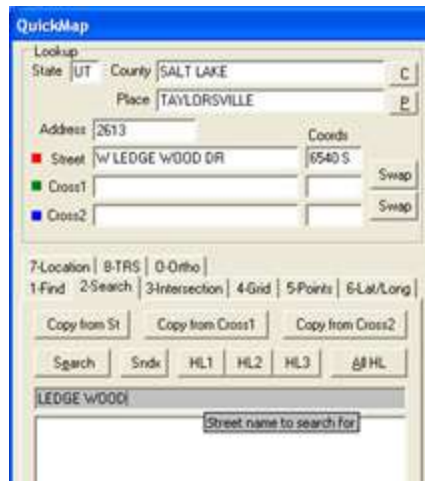 QuickMap
Lookup
State UT County SALT LAKE C
Place TAYLORSVILLE P
Address 2613 Coords
Street W LEDGE WOOD DR 6540 S Swap
Cross1
Cross2 Swap
7-Location 8-TRS 0-Ortho
1-Find 2-Search 3-Intersection 4-Grid 5-Points 6-Lat/Long
Copy from St Copy from Cross1 Copy from Cross2
Search Sndx HL1 HL2 HL3 All HL
LEDGE WOOD
Street name to search for